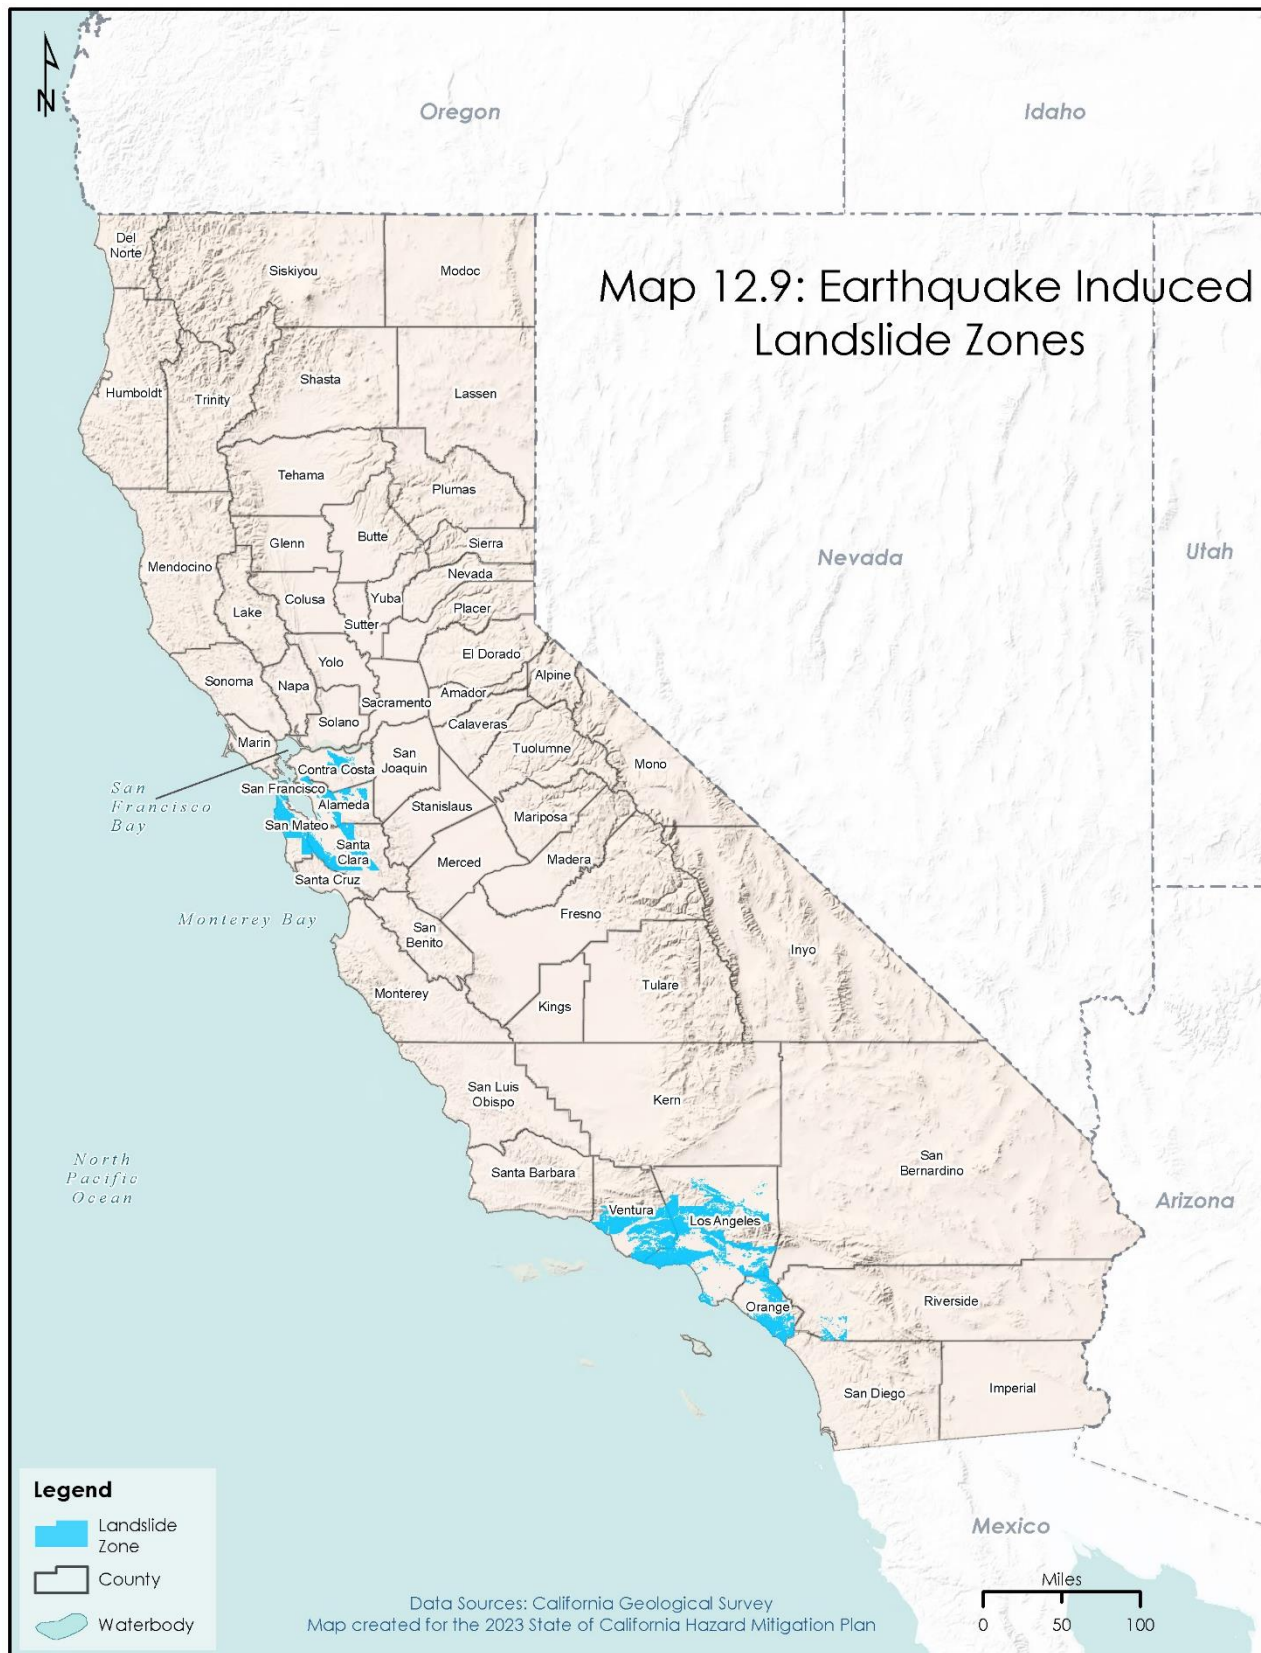 N
Oregon
Idaho
Map 12.9: Earthquake Induced
Landslide Zones
Del
Norte
Siskiyou
Modoc
Humboldt
Trinity
Shasta
Lassen
Tehama
Plumas
Mendocino
Glenn
Butte
Sierra
Nevada
Nevada
Utah
Lake
Colusa
Sutter
Yuba
Placer
Sonoma
Napa
Yolo
El Dorado
Alpine
Solano
Sacramento
Amador
Calaveras
Marin
Contra Costa
San
Joaquin
Tuolumne
Mono
San
Francisco
Bay
San Francisco
Alameda
Stanislaus
Mariposa
San Mateo
Santa
Clara
Merced
Madera
Santa Cruz
Monterey Bay
San
Benito
Fresno
Inyo
Monterey
Kings
Tulare
San Luis
Obispo
Kern
San
Bernardino
North
Pacific
Ocean
Santa Barbara
Ventura
Los Angeles
Arizona
Orange
Riverside
San Diego
Imperial
Mexico
Legend
Landslide
Zone
County
Waterbody
Data Sources: California Geological Survey
Map created for the 2023 State of California Hazard Mitigation Plan
Miles
0 50 100